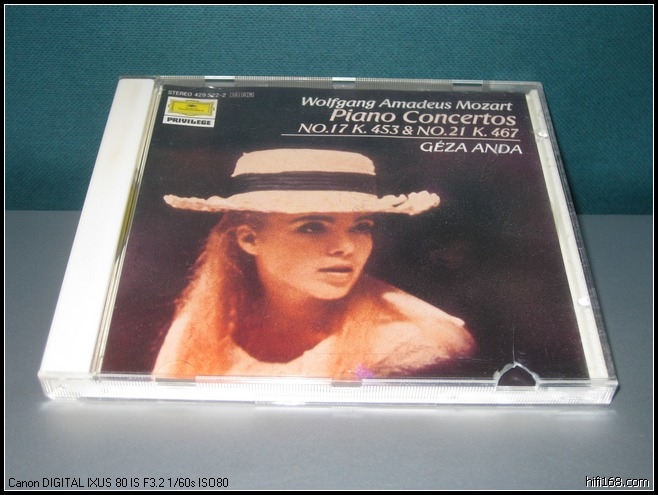 STEREO 429 522-2
PRIVILEGE
Wolfgang Amadeus Mozart
Piano Concertos
NO.17 K. 453 & NO.21 K. 467
GÉZA ANDA
Canon DIGITAL IXUS 80 IS F3.2 1/60s ISO80
hifi168.com